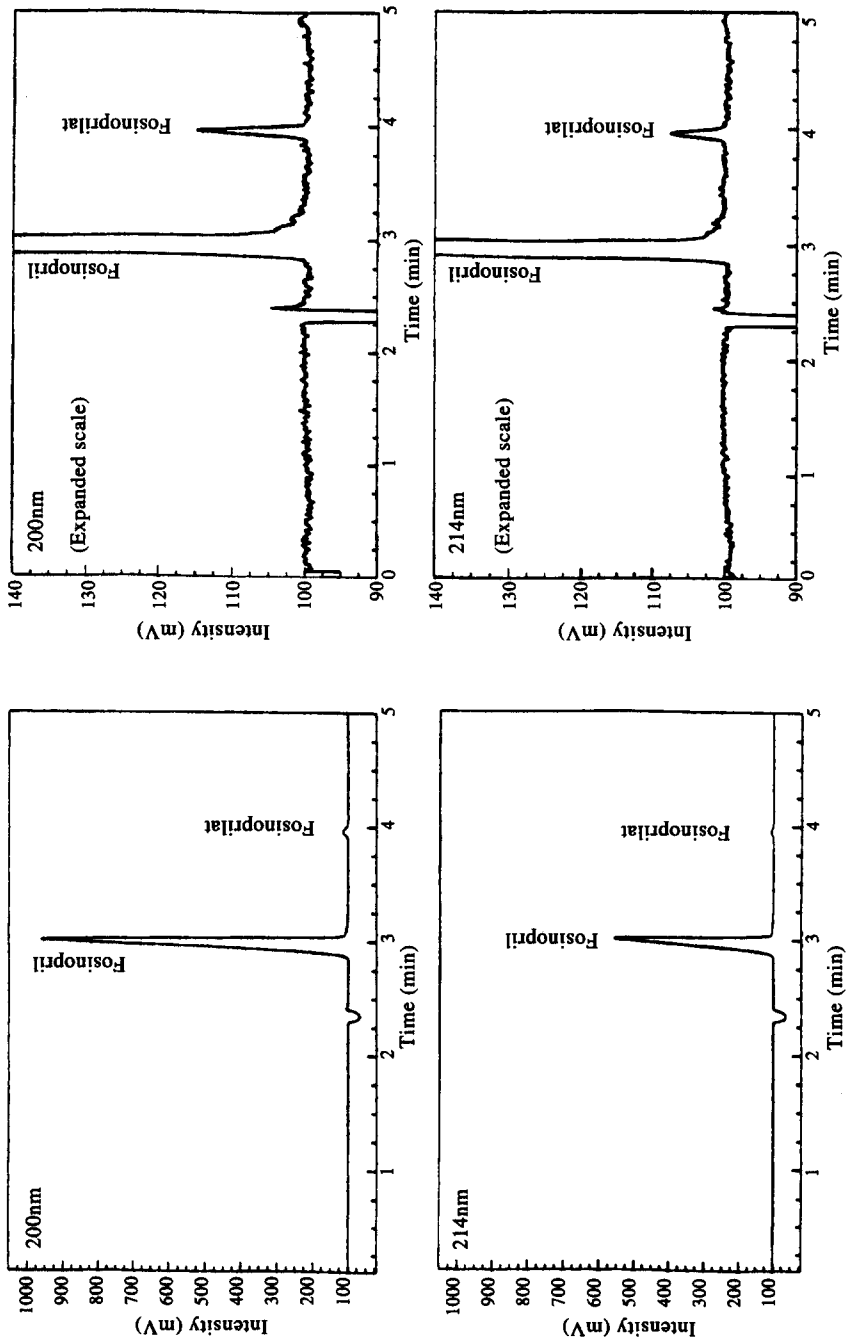 200nm
Fosinopril
Fosinoprilat
Intensity (mV)
1000
900
800
700
600
500
400
300
200
100
1 2 3 4 5
Time (min)
200nm
(Expanded scale)
Fosinopril
Fosinoprilat
Intensity (mV)
140
130
120
110
100
90
0 1 2 3 4 5
Time (min)
214nm
Fosinopril
Fosinoprilat
Intensity (mV)
1000
900
800
700
600
500
400
300
200
100
1 2 3 4 5
Time (min)
214nm
(Expanded scale)
Fosinopril
Fosinoprilat
Intensity (mV)
140
130
120
110
100
90
0 1 2 3 4 5
Time (min)